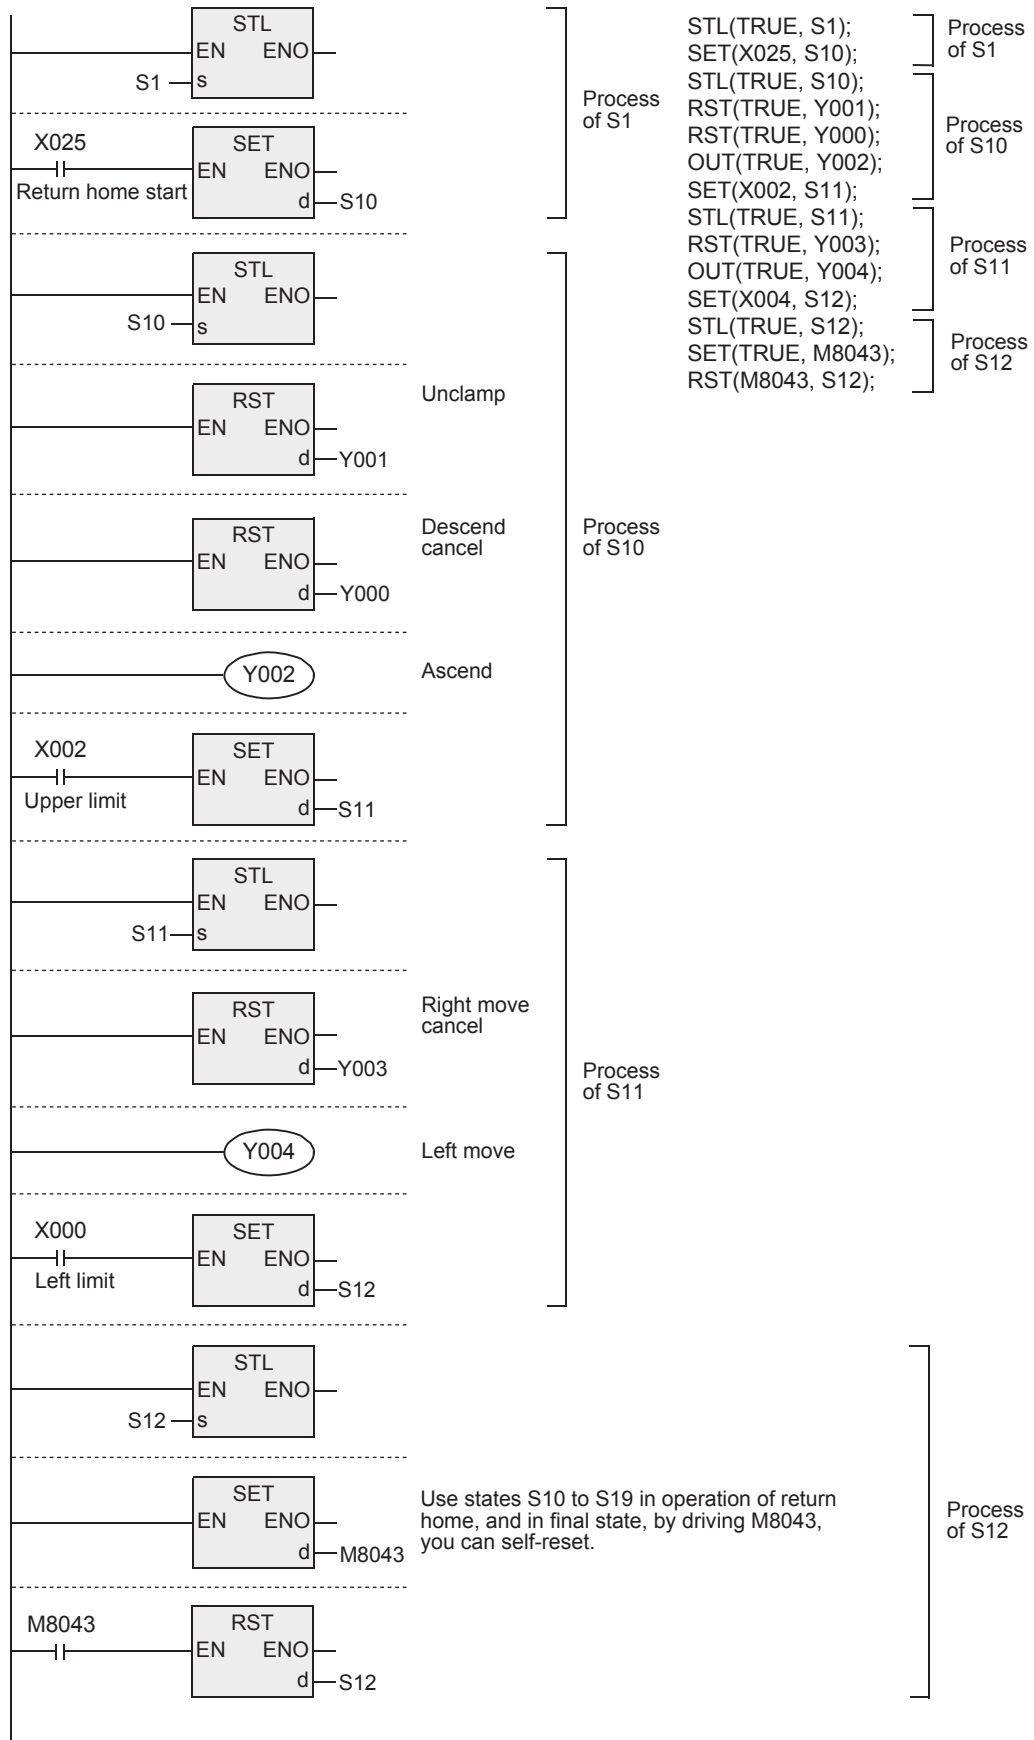 STL
EN ENO
S1 s
X025
Return home start
SET
EN ENO
d S10
Process
of S1
STL
EN ENO
S10 s
RST
EN ENO
d Y001
Unclamp
RST
EN ENO
d Y000
Descend
cancel
Y002
Ascend
X002
Upper limit
SET
EN ENO
d S11
Process
of S10
STL
EN ENO
S11 s
RST
EN ENO
d Y003
Right move
cancel
Y004
Left move
X000
Left limit
SET
EN ENO
d S12
Process
of S11
STL
EN ENO
S12 s
SET
EN ENO
d M8043
Use states S10 to S19 in operation of return
home, and in final state, by driving M8043,
you can self-reset.
M8043
RST
EN ENO
d S12
Process
of S12
STL(TRUE, S1);
SET(X025, S10);
Process
of S1
STL(TRUE, S10);
RST(TRUE, Y001);
RST(TRUE, Y000);
OUT(TRUE, Y002);
SET(X002, S11);
Process
of S10
STL(TRUE, S11);
RST(TRUE, Y003);
OUT(TRUE, Y004);
SET(X004, S12);
Process
of S11
STL(TRUE, S12);
SET(TRUE, M8043);
RST(M8043, S12);
Process
of S12